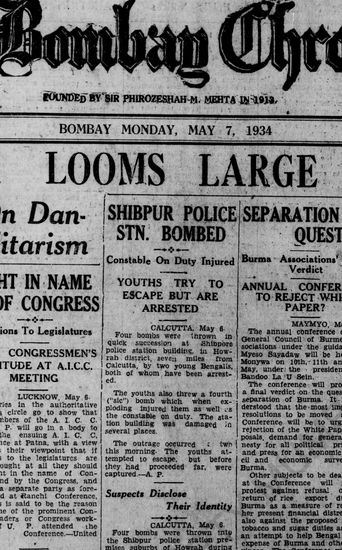 Bombay Chro
FOUNDED BY SIR PHIROZESHAH M. MEHTA IN 1913.
BOMBAY MONDAY, MAY 7, 1934
LOOMS LARGE
n Dan-
itarism
HT IN NAME
OF CONGRESS
ions To Legislatures
CONGRESSMEN'S
TUDE AT A.I.C.C.
MEETING
LUCKNOW, May 6.
ries in the authoritative
circle go to show that
mbers of the A. I. C. C.
P. will go in a body to
the ensuing A. I. C. C.
ence at Patna, with a view
their viewpoint that if
s to the legislatures are
ought at all they should
ht in the name of Con-
and by the Congress, and
a separate party as fore-
at Ranchi Conference.
is said to be the reason
me of the prominent Con-
ders or Congress work-
U. P. attended the
Conference.—United
SHIBPUR POLICE
STN. BOMBED
Constable On Duty Injured
YOUTHS TRY TO
ESCAPE BUT ARE
ARRESTED
CALCUTTA, May 6.
Four bombs were thrown in
quick succession at Shibpore
police station building, in How-
rah district, seven miles from
Calcutta, by two young Bengalis,
both of whom have been arrest-
ed.
The youths also threw a fourth
bomb which when ex-
ploding injured them as well as
the constable on duty. The sta-
tion building was damaged in
several places.
The outrage occurred
this morning. The youths at-
tempted to escape, but before
they had proceeded far, were
captured.—A. P.
Suspects Disclose
Their Identity
CALCUTTA, May 6.
Four bombs were thrown into
the Shibpur police station pre-
mises suburbs of Howrah during
SEPARATION
QUEST
Burma Associations'
Verdict
ANNUAL CONFER
TO REJECT WHI
PAPER?
MAYMYO, M
The annual conference
General Council of Burm
sociations under the guida
Myeso Sayadaw will be h
Monywa on 10th, 11th an
May, under the presiden
Bandoo La U Sein.
The conference will pro
a final verdict on the ques
separation of Burma. It
derstood that the most im
resolutions to be moved
Conference will be to urg
rejection of the White Pap
posals, demand for genera
nesty for all political pri
and press for an economic
cil and economic surve
Burma.
Other subjects to be dea
at the Conference will
protest against refusal o
return of rice export d
Burma as a measure of r
her present financial distr
also against the proposed
tobacco and sugar duties a
an attempt to help Bengal
expense of Burma and othe